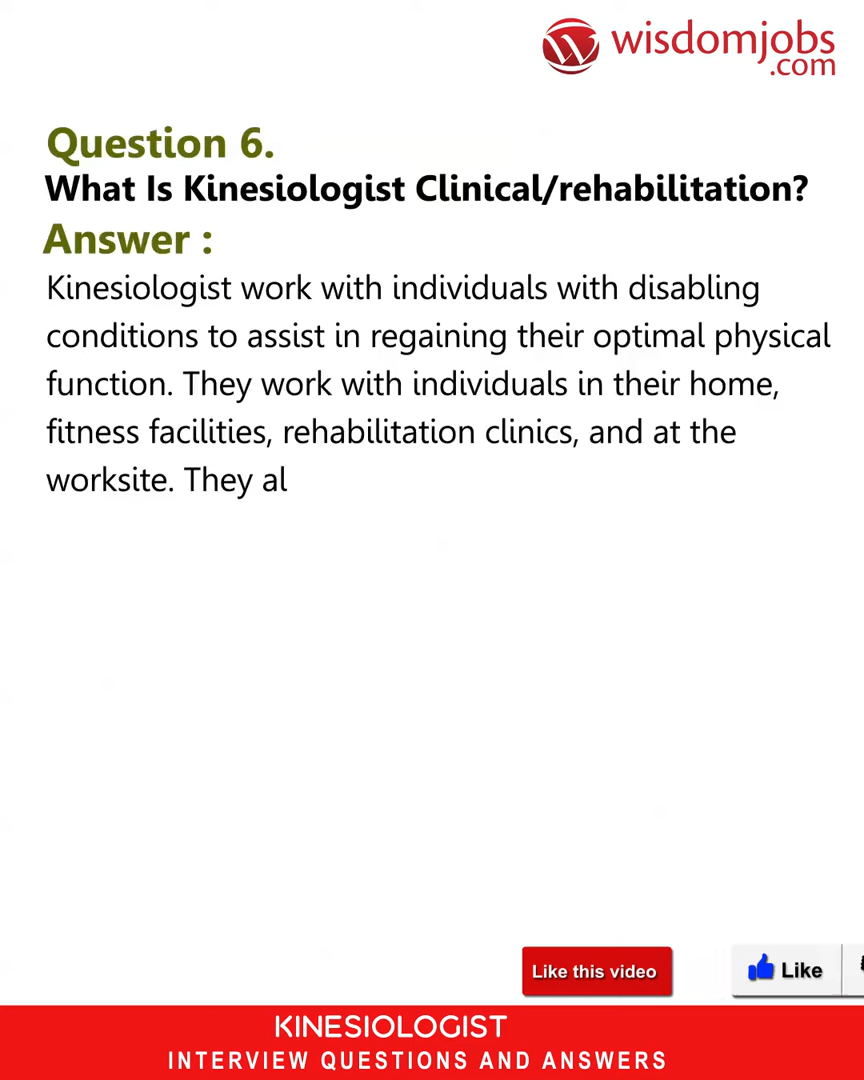 wisdomjobs
.com
Question 6.
What Is Kinesiologist Clinical/rehabilitation?
Answer :
Kinesiologist work with individuals with disabling
conditions to assist in regaining their optimal physical
function. They work with individuals in their home,
fitness facilities, rehabilitation clinics, and at the
worksite. They al
Like this video
Like
KINESIOLOGIST
INTERVIEW QUESTIONS AND ANSWERS